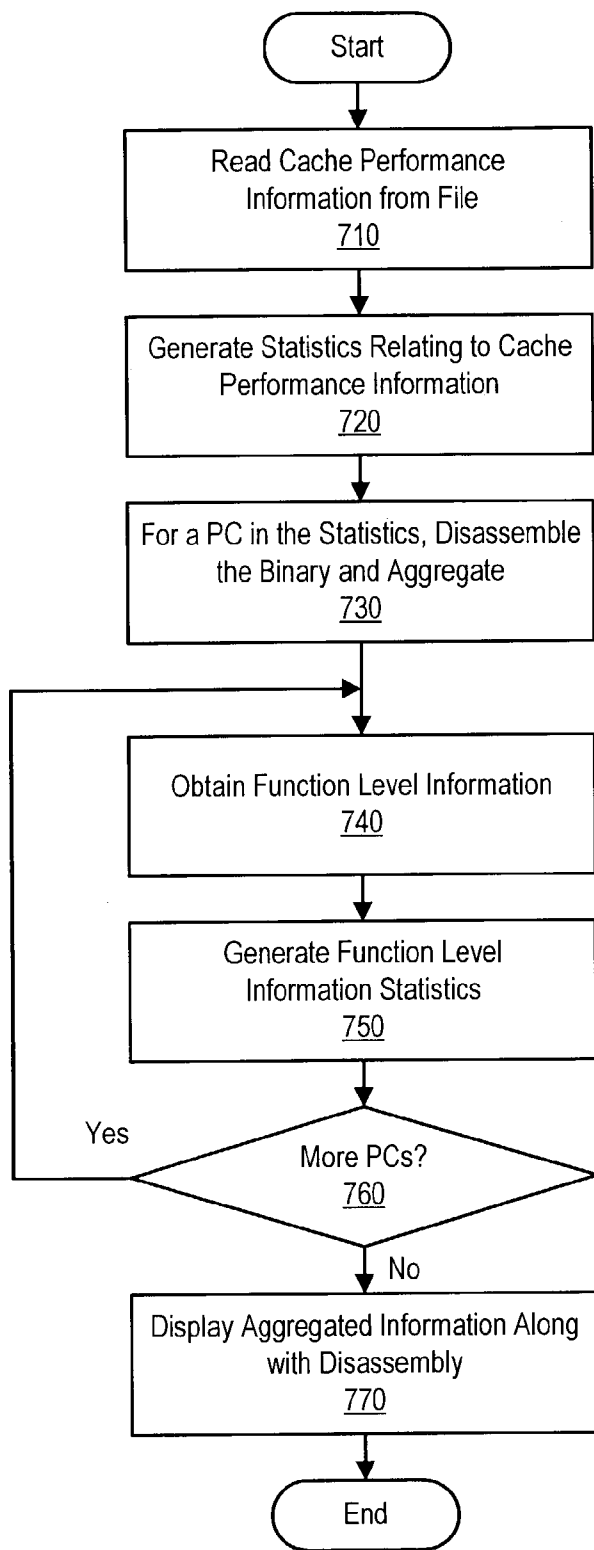 Start
Read Cache Performance
Information from File
710
Generate Statistics Relating to Cache
Performance Information
720
For a PC in the Statistics, Disassemble
the Binary and Aggregate
730
Obtain Function Level Information
740
Generate Function Level
Information Statistics
750
Yes
More PCs?
760
No
Display Aggregated Information Along
with Disassembly
770
End